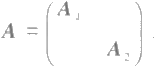 A = ( A₁
A₂ ) .